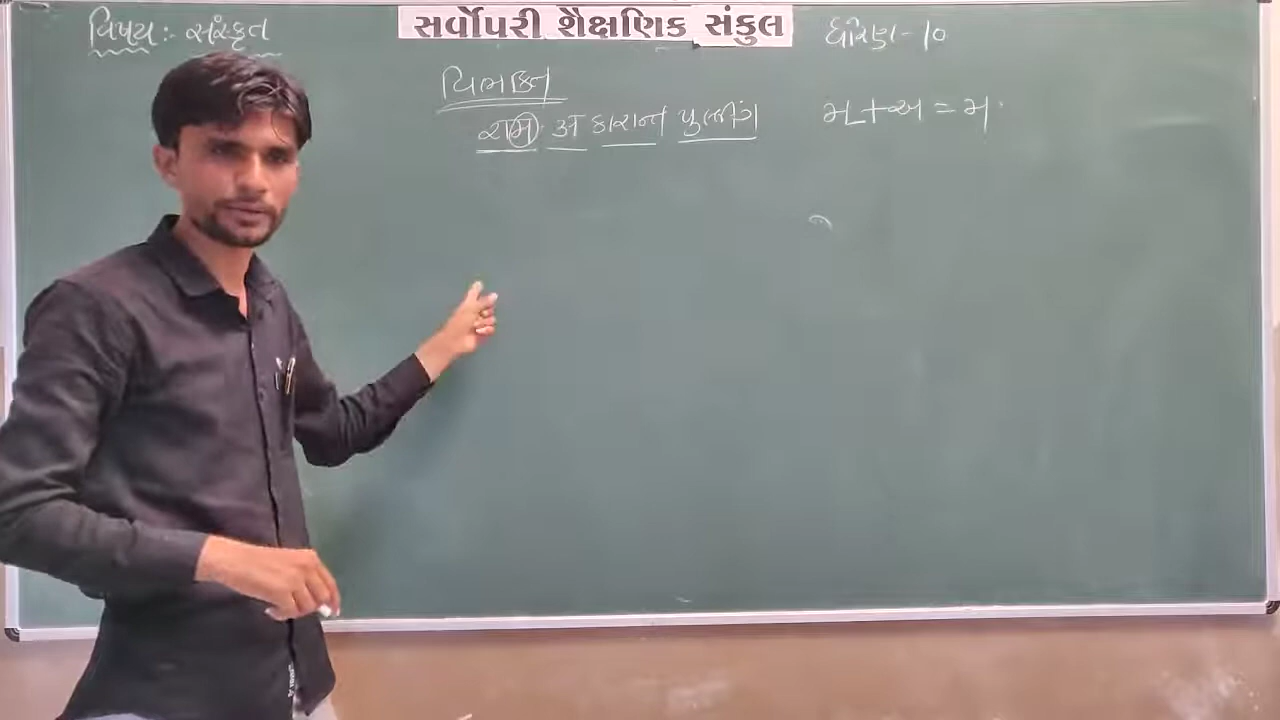 વિષય:- સંસ્કૃત
સર્વોપરી શૈક્ષણિક સંકુલ
ધોરણ - 10
વિભક્તિ
રામ: અ કારાન્ત પુલ્લીંગ
મ્ + અ = મ